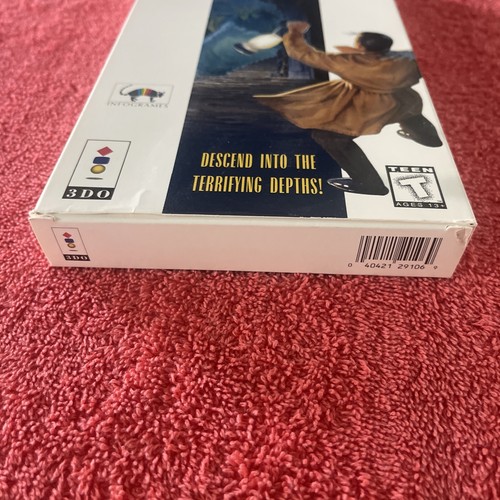 INFOGRAMES
DESCEND INTO THE
TERRIFYING DEPTHS!
3DO
TEEN
T
AGES 13+
3DO
0 40421 29106 9